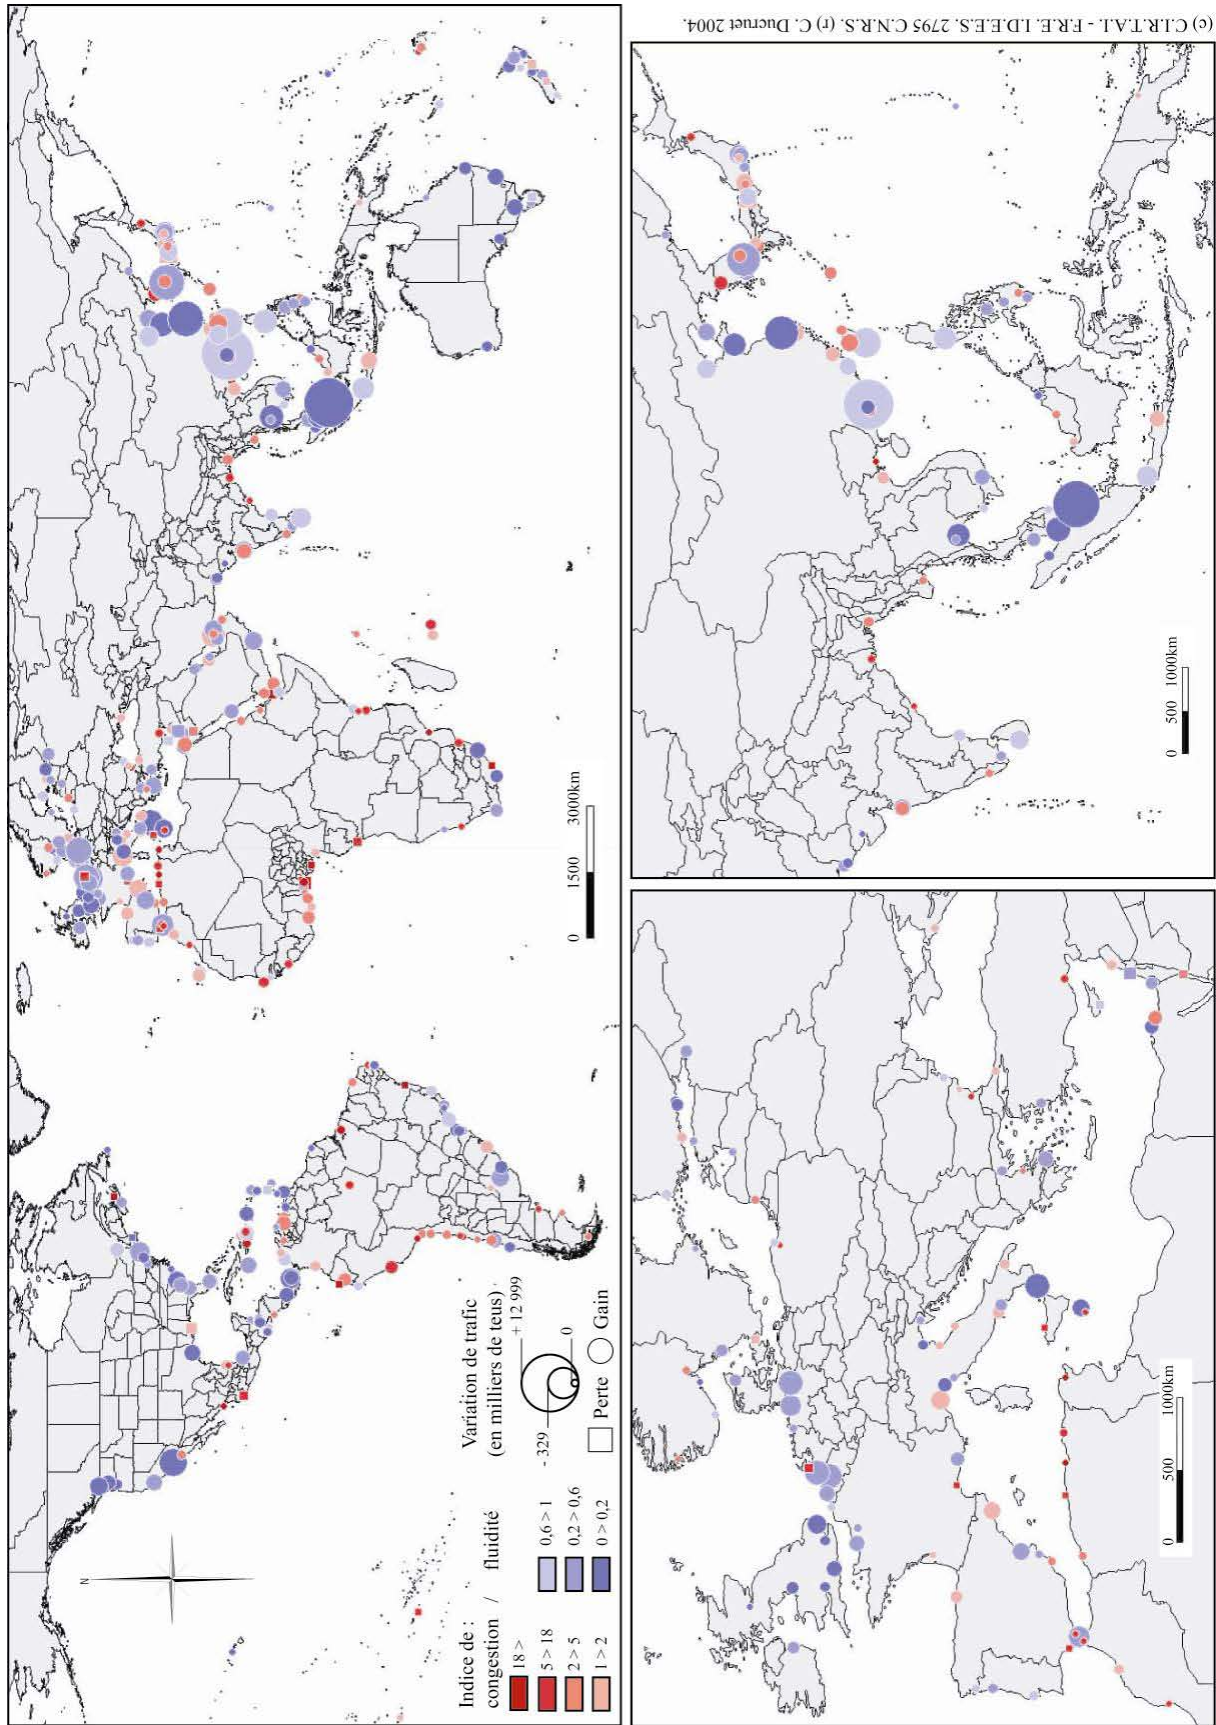 (c) C.I.R.T.A.I. - F.R.E. I.D.E.E.S. 2795 C.N.R.S. (r) C. Ducruet 2004.
N
0 1500 3000km
Indice de :
congestion / fluidité
18 >
5 > 18
2 > 5
1 > 2
0,6 > 1
0,2 > 0,6
0 > 0,2
Variation de trafic
(en milliers de teus)
- 329
+ 12 999
0
Perte
Gain
0 500 1000km
0 500 1000km